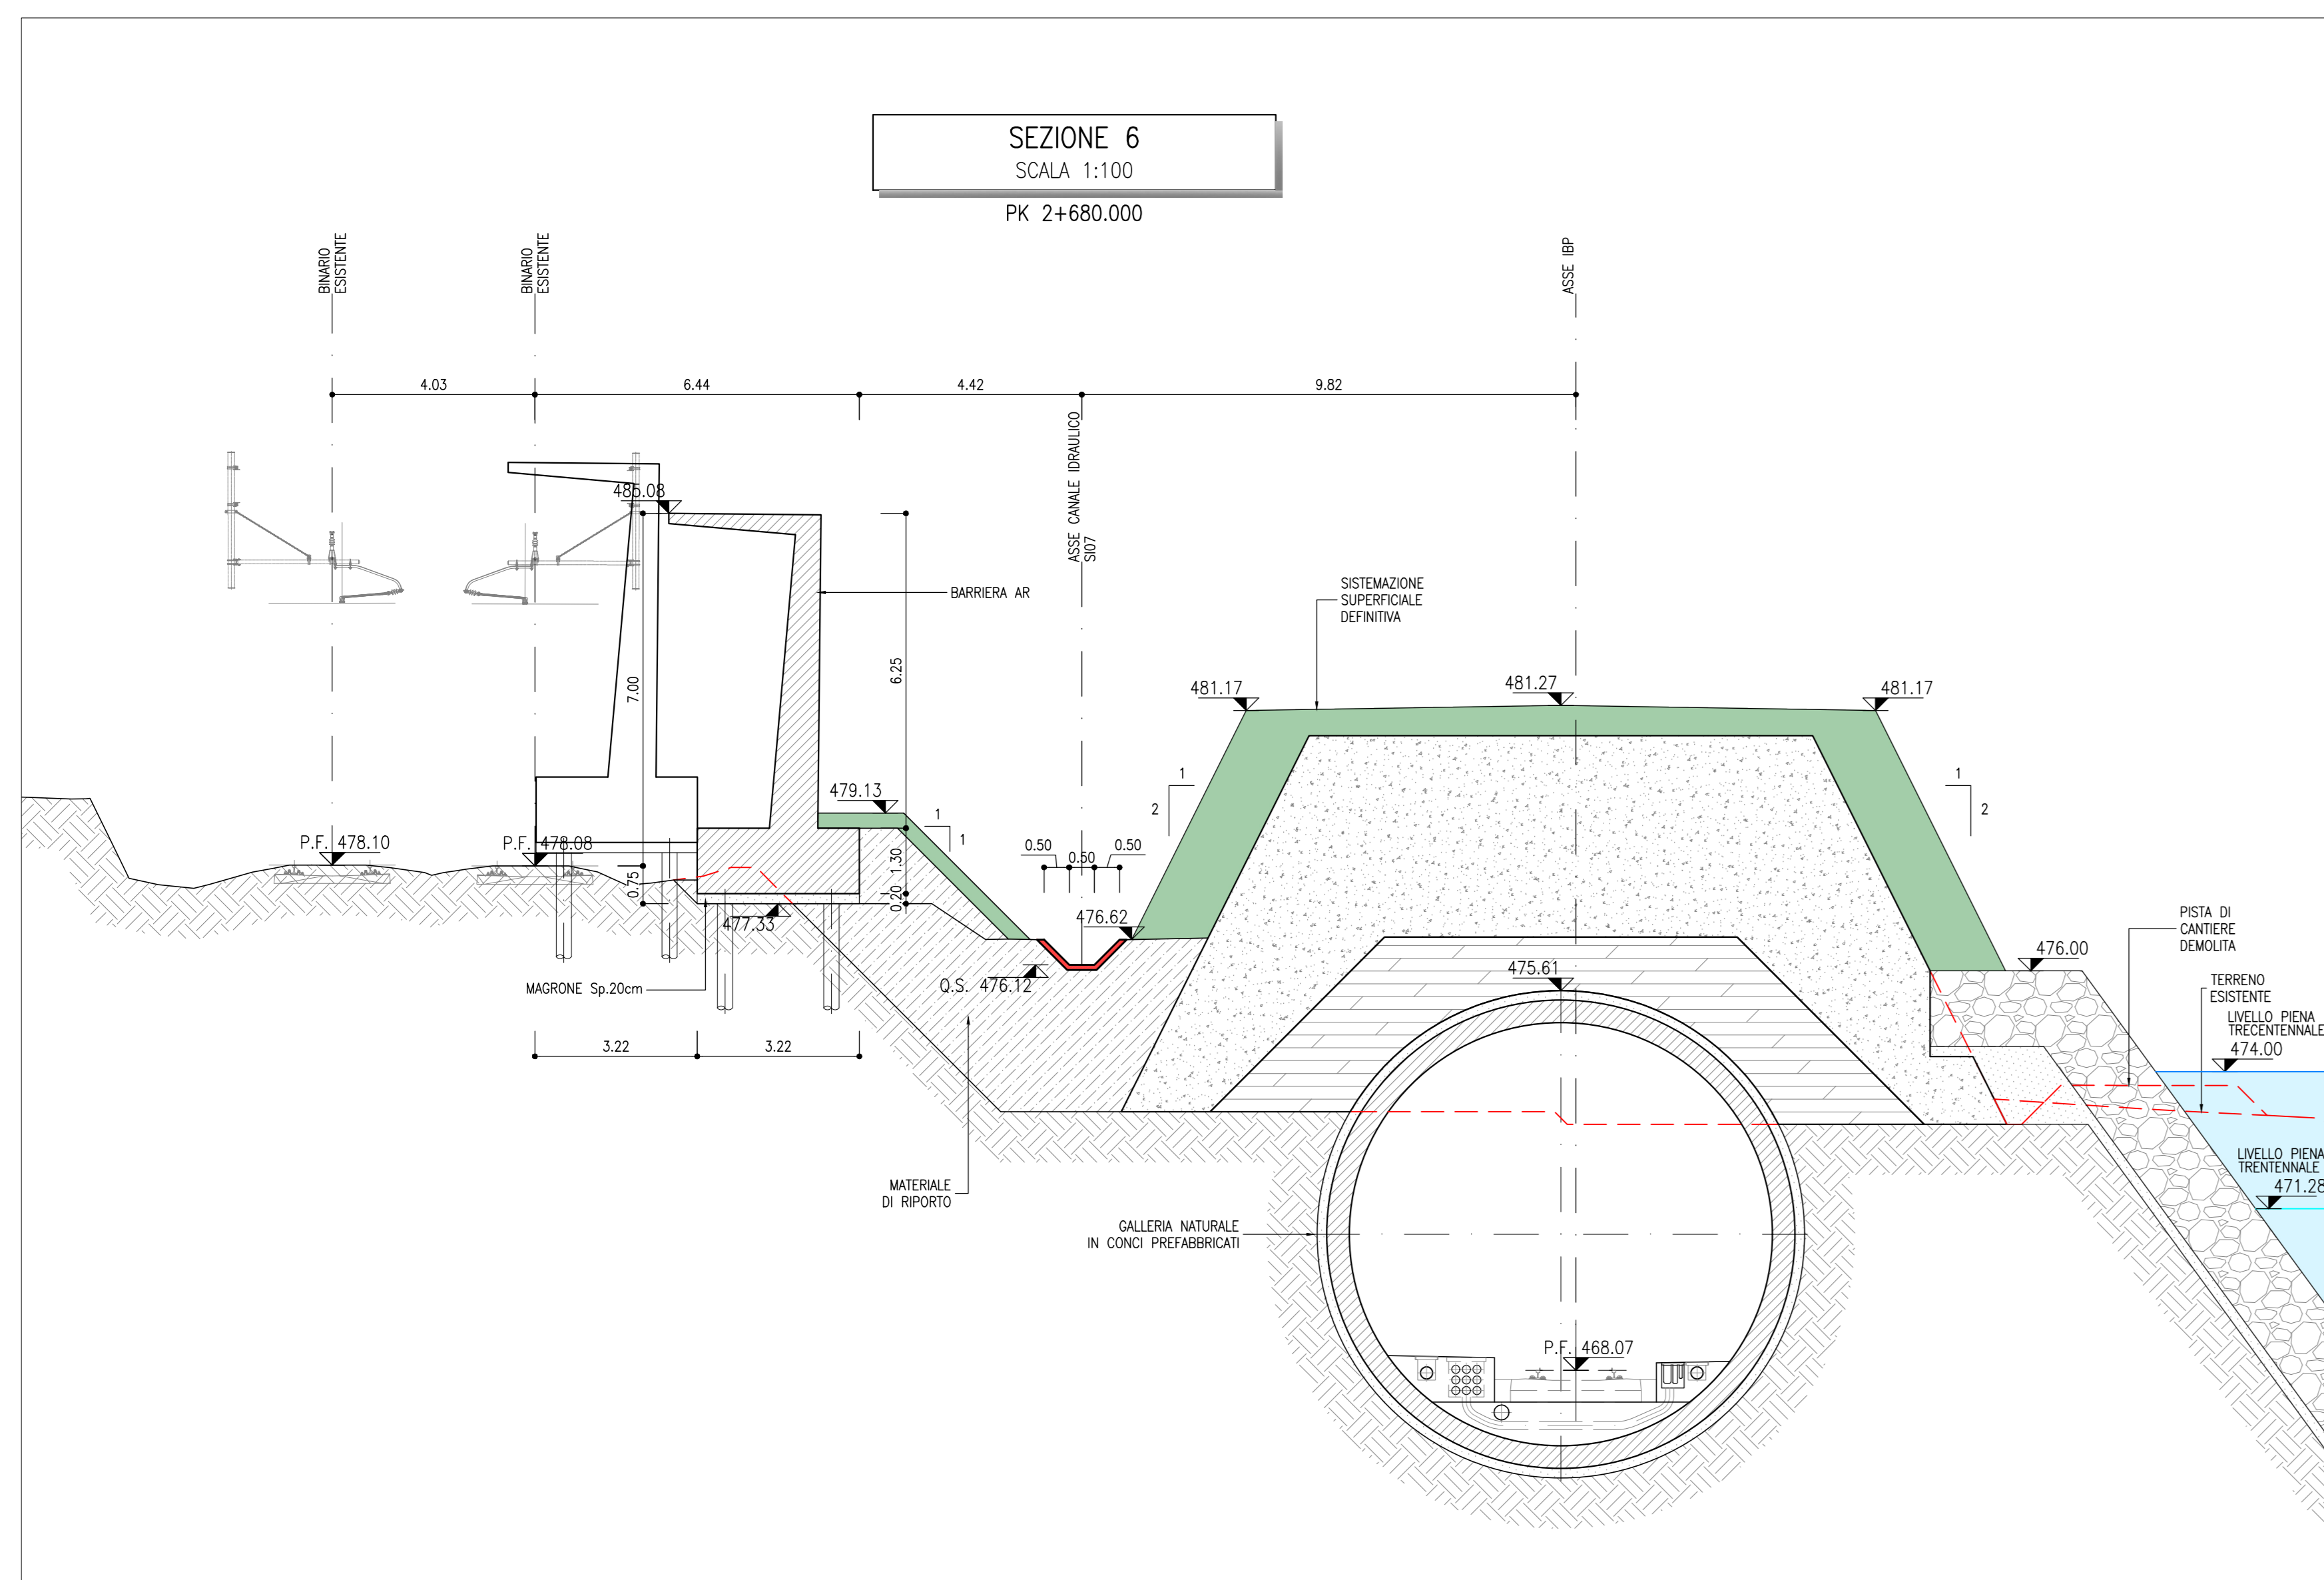 SEZIONE 6
SCALA 1:100
PK 2+680.000
BINARIO
ESISTENTE
BINARIO
ESISTENTE
ASSE IBP
4.03
6.44
4.42
9.82
ASSE CANALE IDRAULICO
SI07
485.08
BARRIERA AR
SISTEMAZIONE
SUPERFICIALE
DEFINITIVA
7.00
6.25
481.17
481.27
481.17
1
2
1
2
479.13
1
1
P.F. 478.10
P.F. 478.08
0.50
0.50
0.50
0.75
1.30
0.20
477.33
476.62
Q.S. 476.12
MAGRONE Sp.20cm
475.61
476.00
PISTA DI
CANTIERE
DEMOLITA
TERRENO
ESISTENTE
LIVELLO PIENA
TRECENTENNALE
474.00
3.22
3.22
LIVELLO PIENA
TRENTENNALE
471.28
MATERIALE
DI RIPORTO
GALLERIA NATURALE
IN CONCI PREFABBRICATI
P.F. 468.07